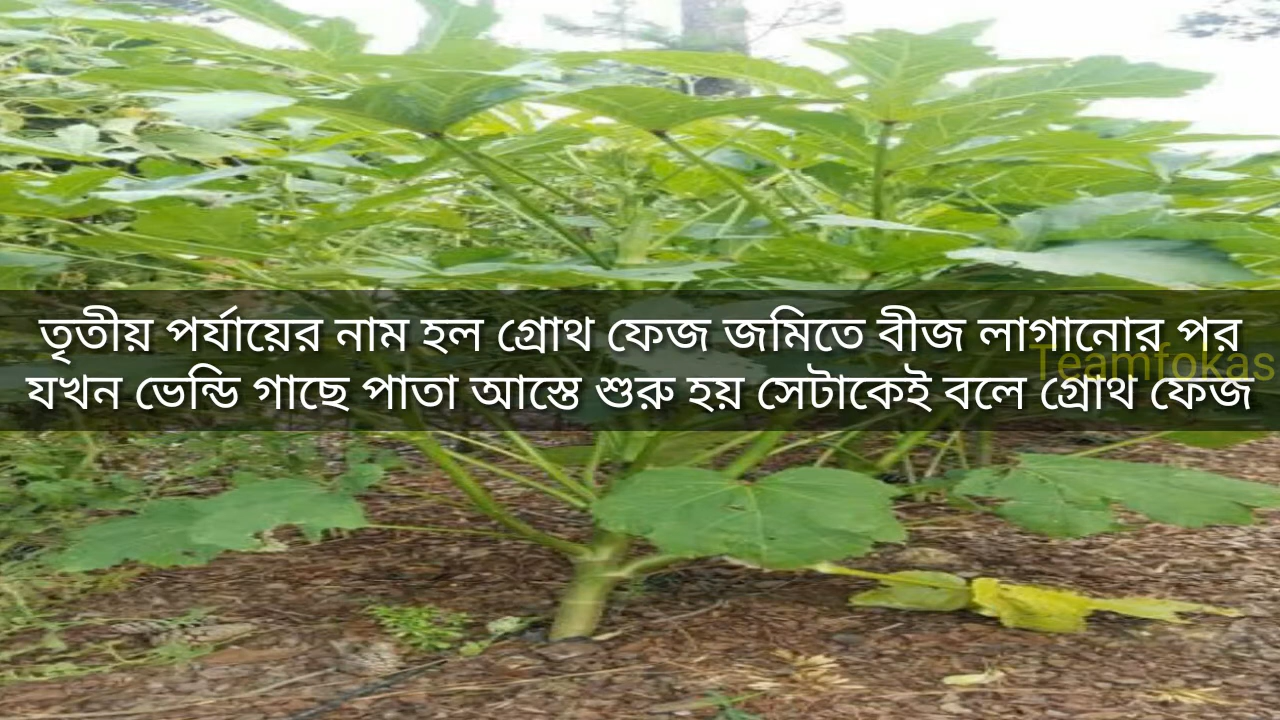 তৃতীয় পর্যায়ের নাম হল গ্রোথ ফেজ জমিতে বীজ লাগানোর পর
Teamfokas
যখন ভেন্ডি গাছে পাতা আস্তে শুরু হয় সেটাকেই বলে গ্রোথ ফেজ